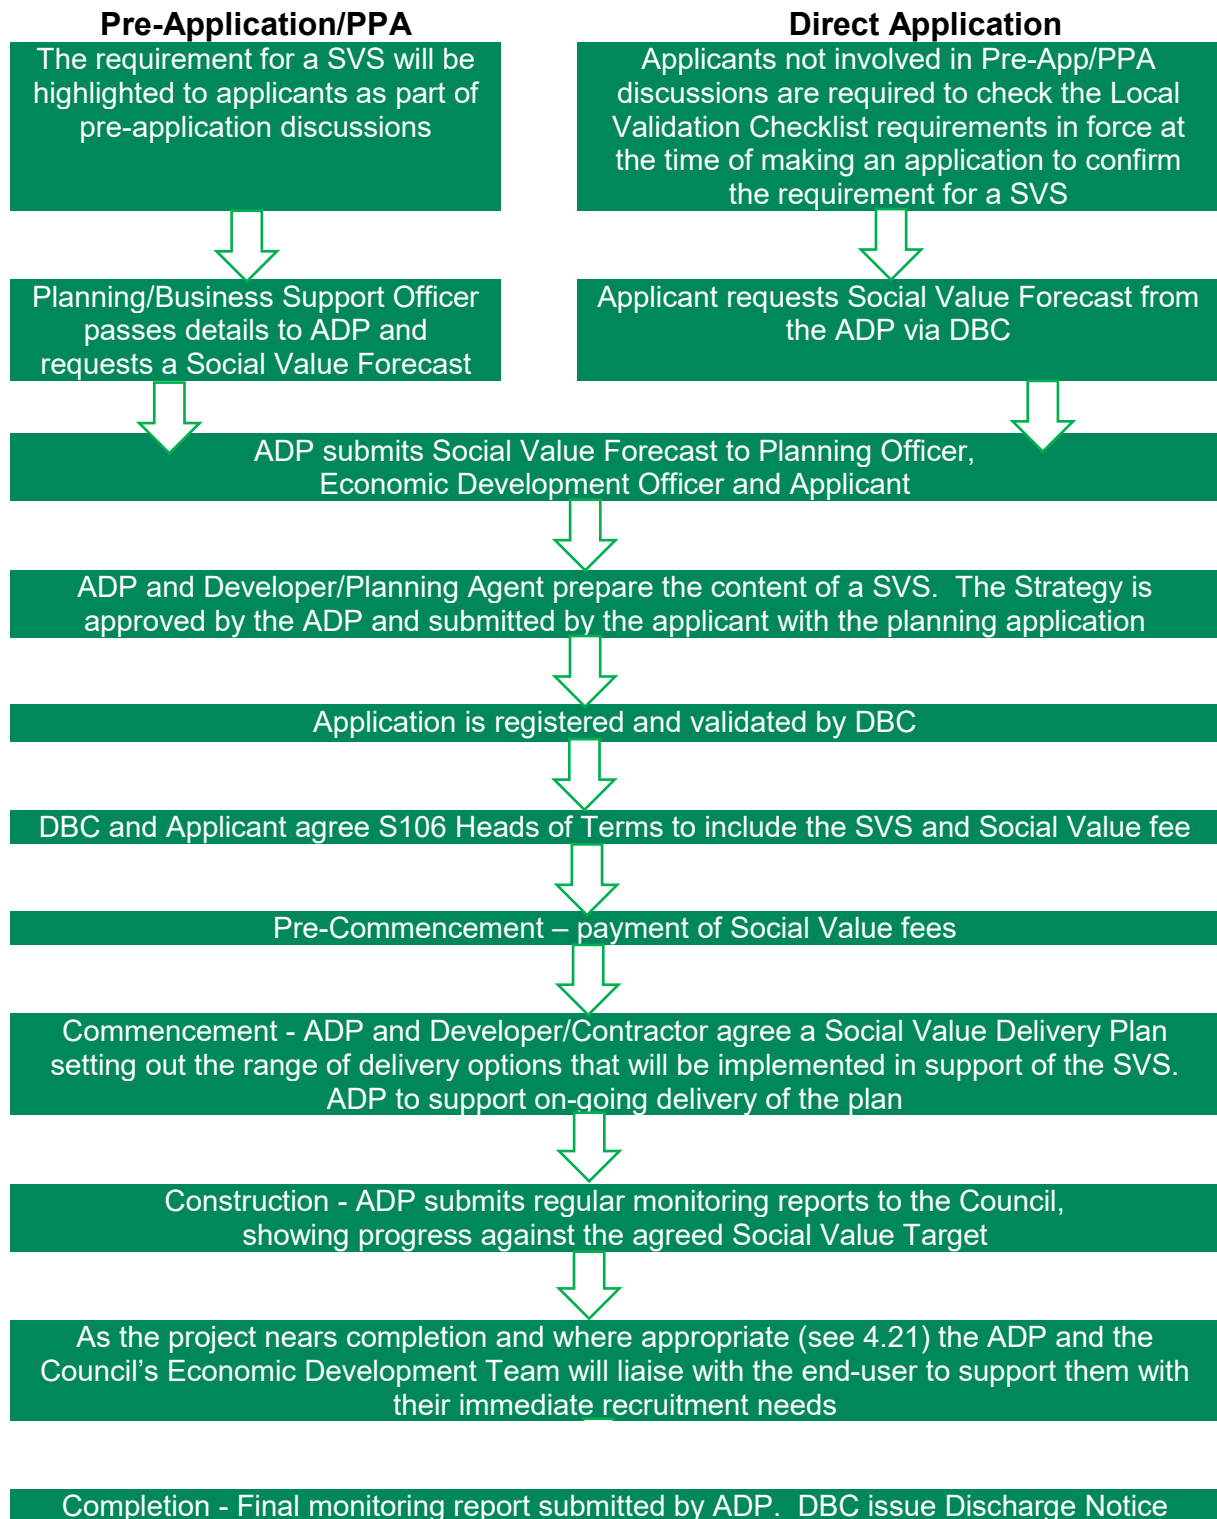 Pre-Application/PPA
The requirement for a SVS will be
highlighted to applicants as part of
pre-application discussions
Direct Application
Applicants not involved in Pre-App/PPA
discussions are required to check the Local
Validation Checklist requirements in force at
the time of making an application to confirm
the requirement for a SVS
Planning/Business Support Officer
passes details to ADP and
requests a Social Value Forecast
Applicant requests Social Value Forecast from
the ADP via DBC
ADP submits Social Value Forecast to Planning Officer,
Economic Development Officer and Applicant
ADP and Developer/Planning Agent prepare the content of a SVS.  The Strategy is
approved by the ADP and submitted by the applicant with the planning application
Application is registered and validated by DBC
DBC and Applicant agree S106 Heads of Terms to include the SVS and Social Value fee
Pre-Commencement – payment of Social Value fees
Commencement - ADP and Developer/Contractor agree a Social Value Delivery Plan
setting out the range of delivery options that will be implemented in support of the SVS.
ADP to support on-going delivery of the plan
Construction - ADP submits regular monitoring reports to the Council,
showing progress against the agreed Social Value Target
As the project nears completion and where appropriate (see 4.21) the ADP and the
Council’s Economic Development Team will liaise with the end-user to support them with
their immediate recruitment needs
Completion - Final monitoring report submitted by ADP.  DBC issue Discharge Notice